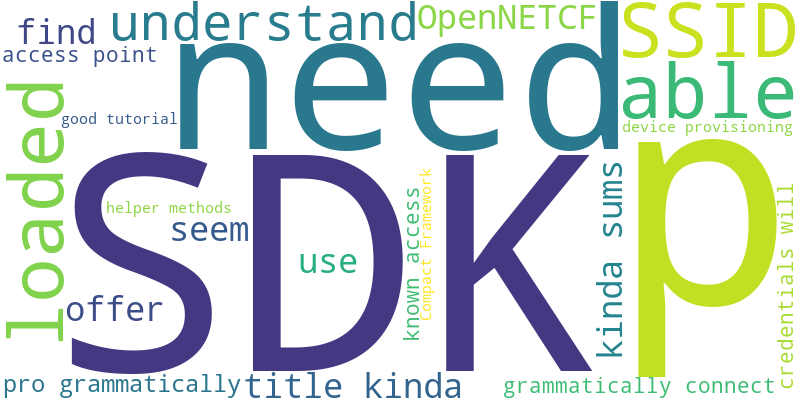 understand
OpenNETCF
SSID
find
access point
need
able
loaded
good tutorial
device provisioning
SDK
p
helper methods
seem
use
known access
Compact Framework
kinda sums
credentials will
offer
pro grammatically
title kinda
grammatically connect